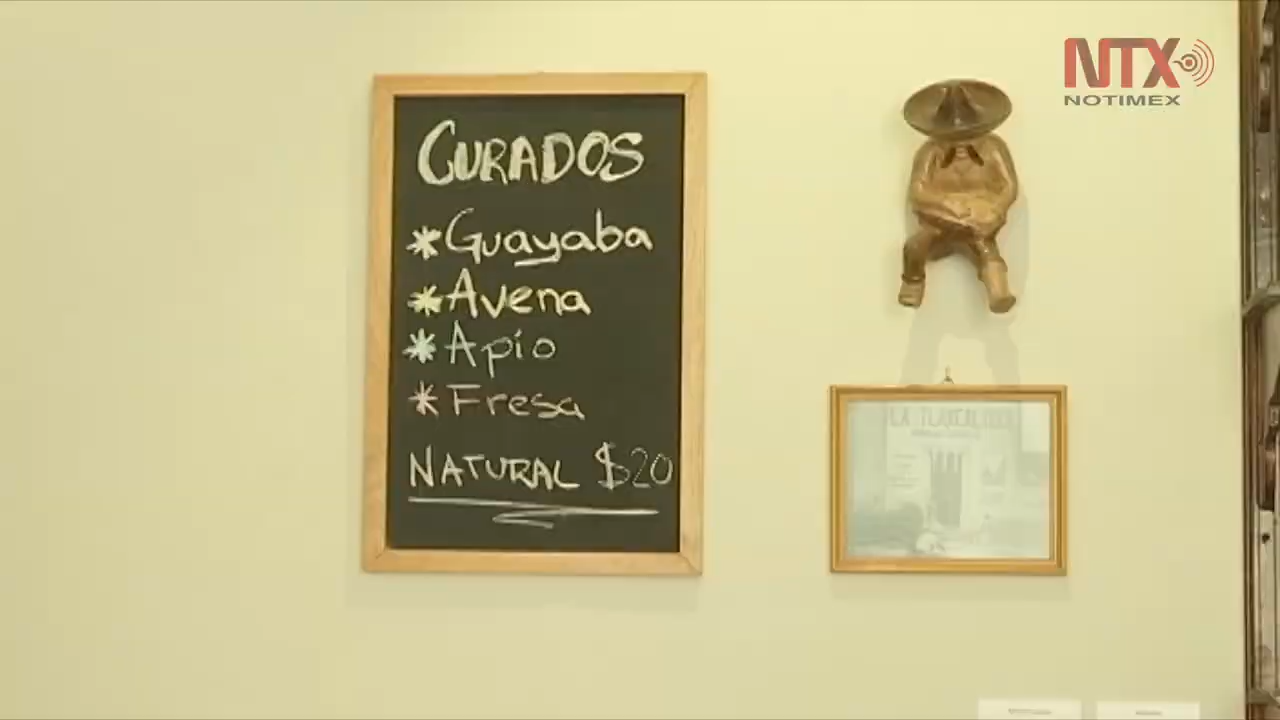 CURADOS
* Guayaba
* Avena
* Apio
* Fresa
NATURAL $20
NTX
NOTIMEX